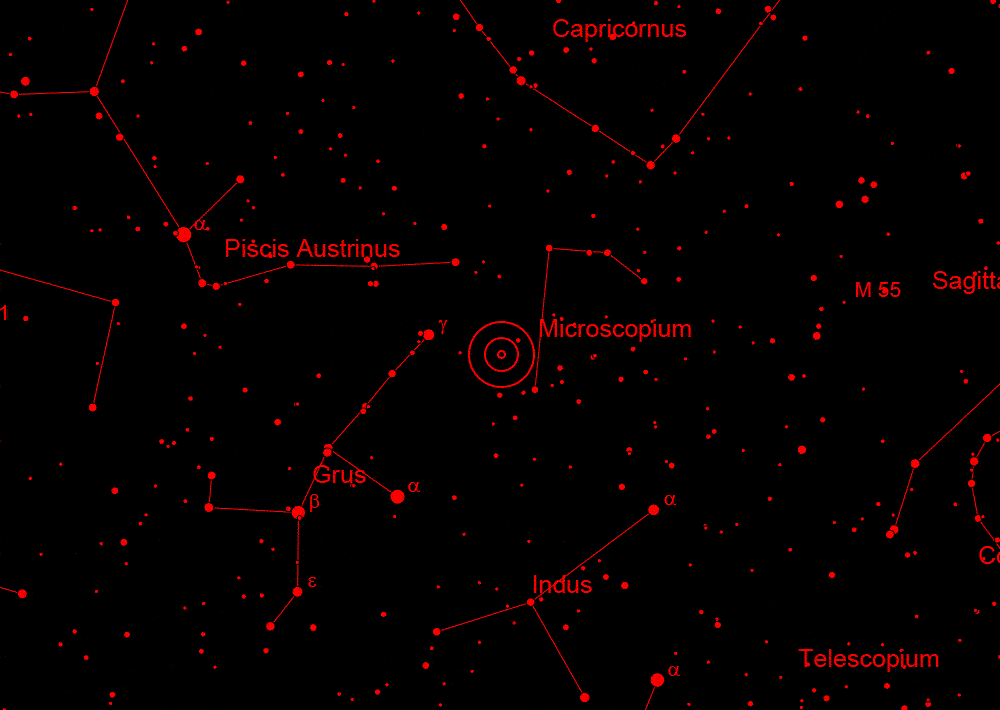 Capricornus
α
Piscis Austrinus
M 55
Sagitta
1
γ
Microscopium
Grus
α
β
α
ε
Indus
Co
Telescopium
α